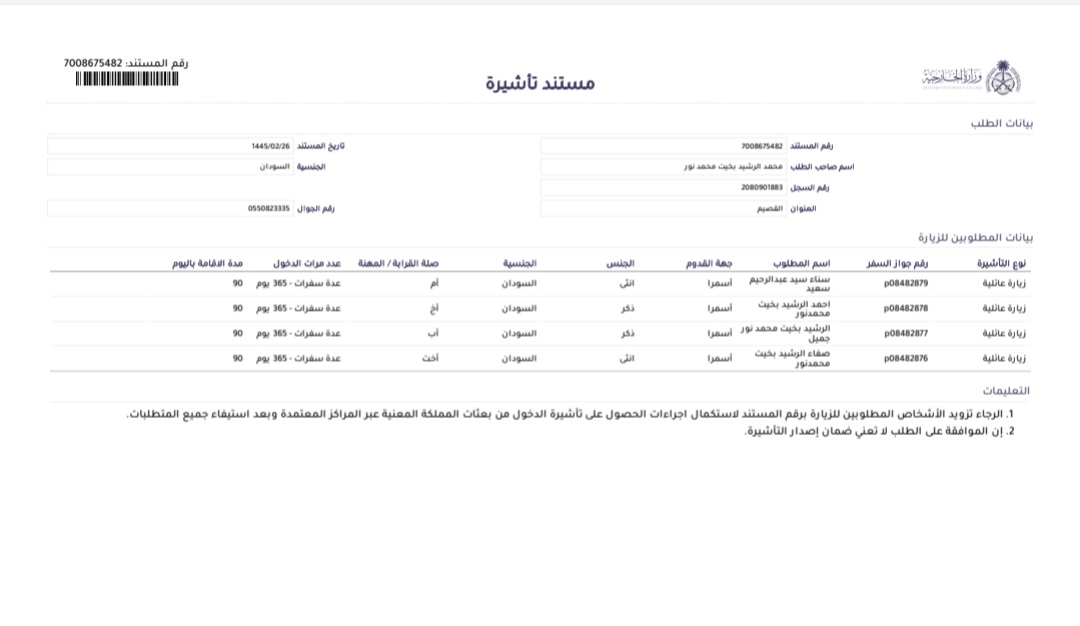 رقم المستند: 7008675482
وزارة الخارجية
مستند تأشيرة
بيانات الطلب
رقم المستند 7008675482 تاريخ المستند 1445/02/26
اسم صاحب الطلب محمد الرشيد بخيت محمد نور الجنسية السودان
رقم السجل 2080901883
العنوان القصيم رقم الجوال 0550823335
بيانات المطلوبين للزيارة
نوع التأشيرة رقم جواز السفر اسم المطلوب جهة القدوم الجنس الجنسية صلة القرابة/ المهنة عدد مرات الدخول مدة الاقامة باليوم
زيارة عائلية p08482879 سناء سيد عبدالرحيم سعيد أسمرا انثى السودان أم عدة سفرات - 365 يوم 90
زيارة عائلية p08482878 احمد الرشيد بخيت محمدنور أسمرا ذكر السودان أخ عدة سفرات - 365 يوم 90
زيارة عائلية p08482877 الرشيد بخيت محمد نور جميل أسمرا ذكر السودان أب عدة سفرات - 365 يوم 90
زيارة عائلية p08482876 صفاء الرشيد بخيت محمدنور أسمرا انثى السودان أخت عدة سفرات - 365 يوم 90
التعليمات
1. الرجاء تزويد الأشخاص المطلوبين للزيارة برقم المستند لاستكمال اجراءات الحصول على تأشيرة الدخول من بعثات المملكة المعنية عبر المراكز المعتمدة وبعد استيفاء جميع المتطلبات.
2. إن الموافقة على الطلب لا تعني ضمان إصدار التأشيرة.